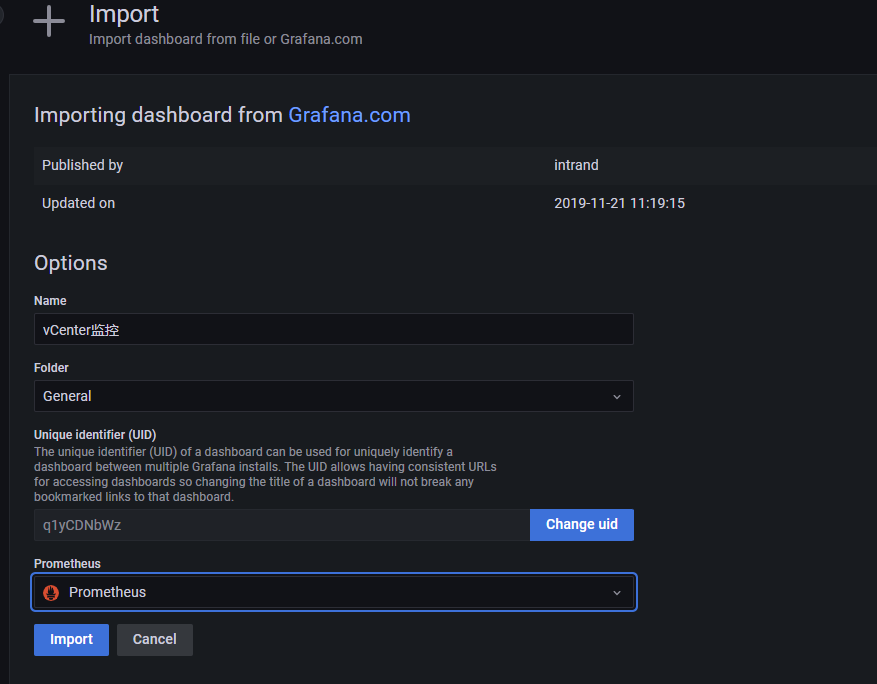 Import
Import dashboard from file or Grafana.com
Importing dashboard from Grafana.com
Published by intrand
Updated on 2019-11-21 11:19:15
Options
Name
vCenter监控
Folder
General
Unique identifier (UID)
The unique identifier (UID) of a dashboard can be used for uniquely identify a
dashboard between multiple Grafana installs. The UID allows having consistent URLs
for accessing dashboards so changing the title of a dashboard will not break any
bookmarked links to that dashboard.
q1yCDNbWz Change uid
Prometheus
Prometheus
Import Cancel